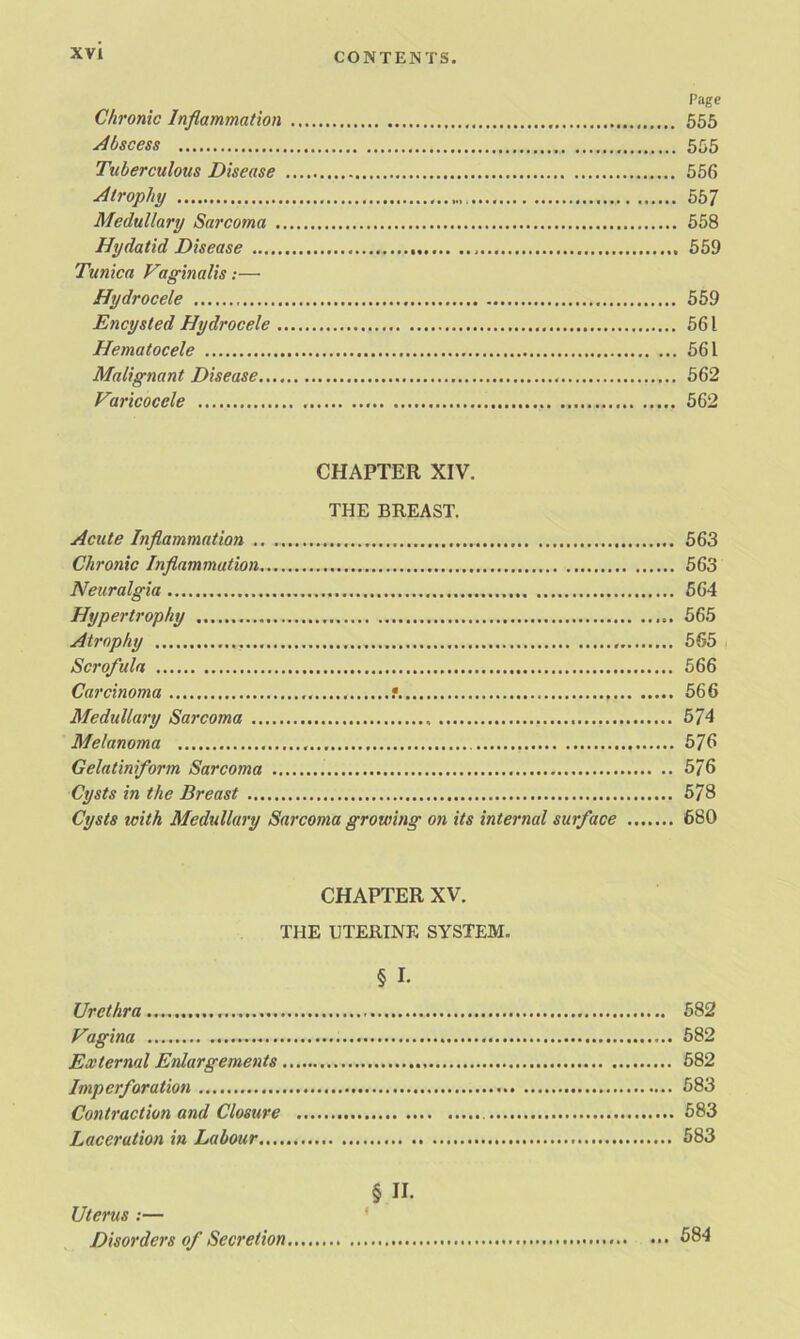 xvi
CONTENTS.
Page
Chronic Inflammation ........ 555
Abscess ........ 555
Tuberculous Disease ........ 556
Atrophy ........ 557
Medullary Sarcoma ........ 558
Hydatid Disease ........ 559
Tunica Vaginalis :—
Hydrocele ........ 559
Encysted Hydrocele ........ 561
Hematocele ........ 561
Malignant Disease ........ 562
Varicocele ........ 562
CHAPTER XIV.
THE BREAST.
Acute Inflammation ........ 563
Chronic Inflammation ........ 563
Neuralgia ........ 564
Hypertrophy ........ 565
Atrophy ........ 565
Scrofula ........ 566
Carcinoma ........ 566
Medullary Sarcoma ........ 574
Melanoma ........ 576
Gelatiniform Sarcoma ........ 576
Cysts in the Breast ........ 578
Cysts with Medullary Sarcoma growing on its internal surface ........ 580
CHAPTER XV.
THE UTERINE SYSTEM.
§ I.
Urethra ........ 582
Vagina ........ 582
External Enlargements ........ 582
Imperforation ........ 583
Contraction and Closure ........ 583
Laceration in Labour ........ 583
§ II.
Uterus :—
Disorders of Secretion ........ 584